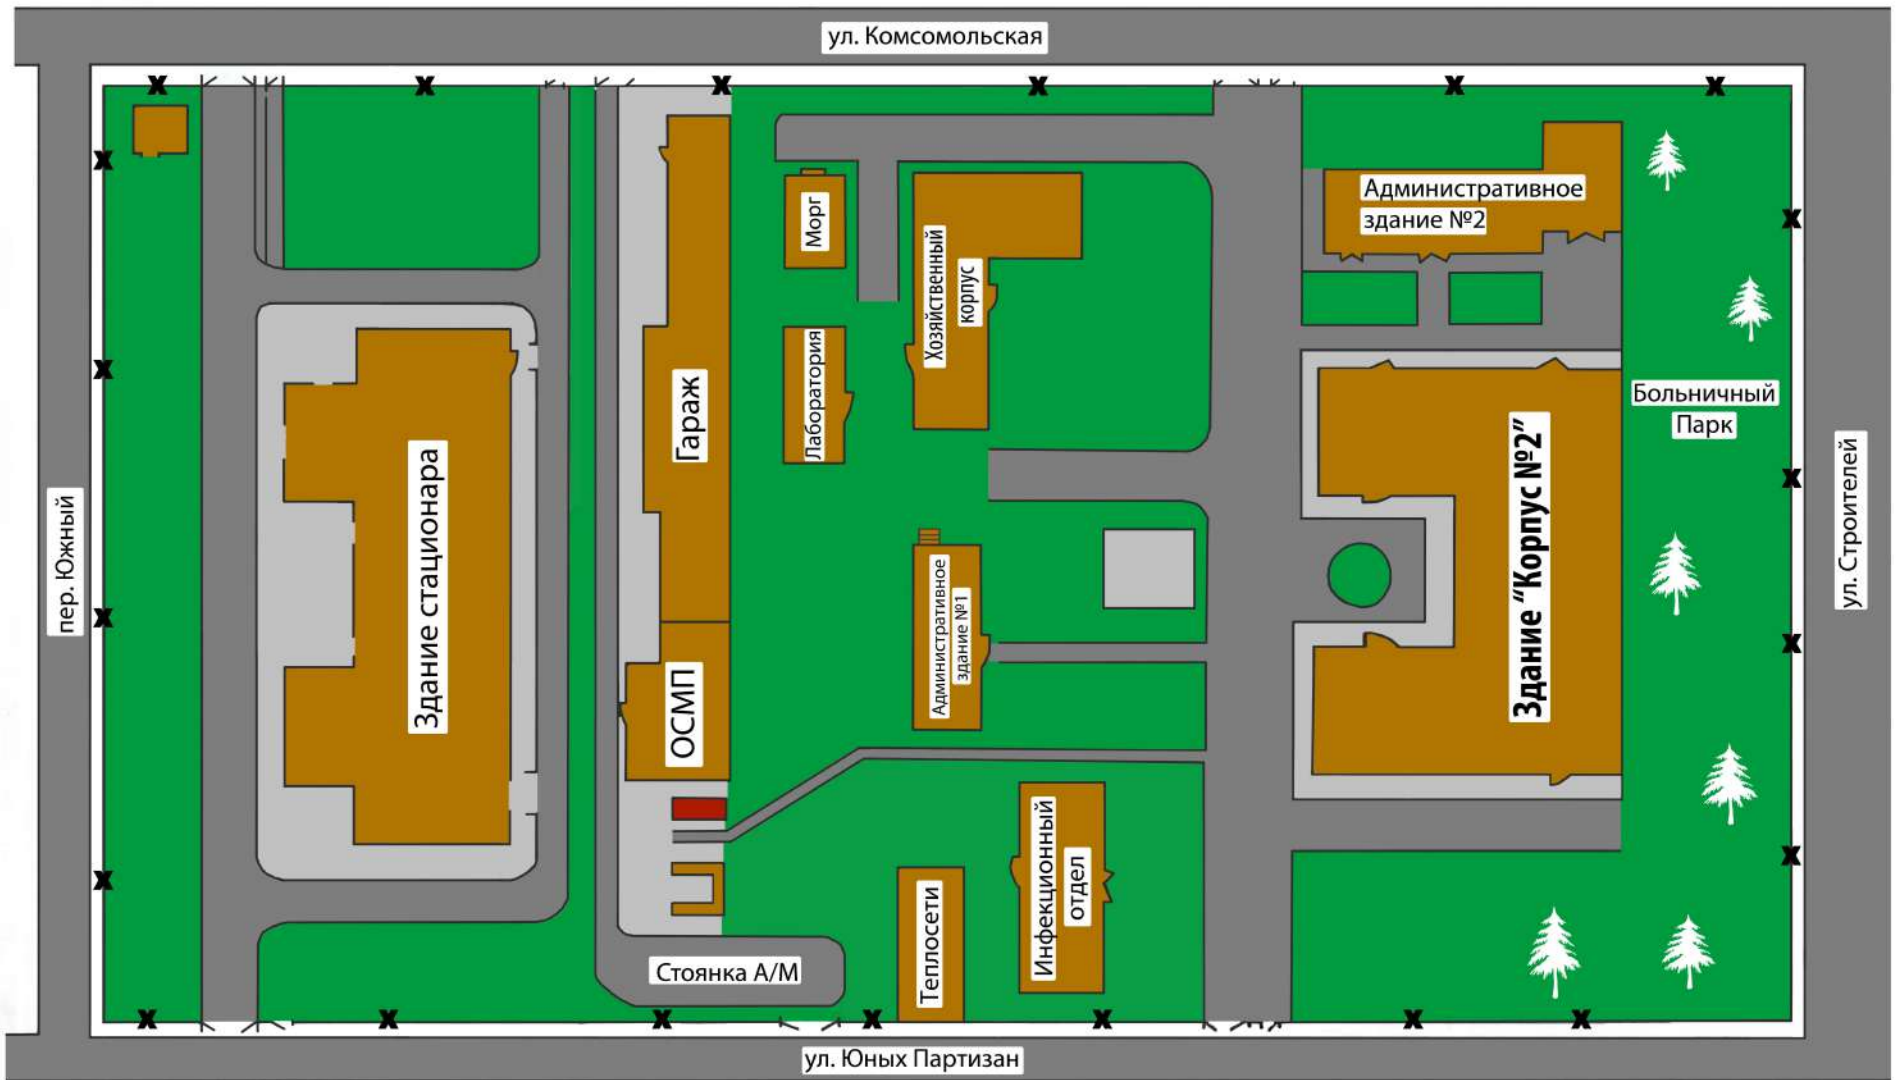 ул. Комсомольская
Административное
здание №2
Морг
Хозяйственный
корпус
Лаборатория
Гараж
Больничный
Парк
Здание стационара
Здание “Корпус №2”
пер. Южный
ул. Строителей
Административное
здание №1
ОСМП
Инфекционный
отдел
Теплосети
Стоянка А/М
ул. Юных Партизан